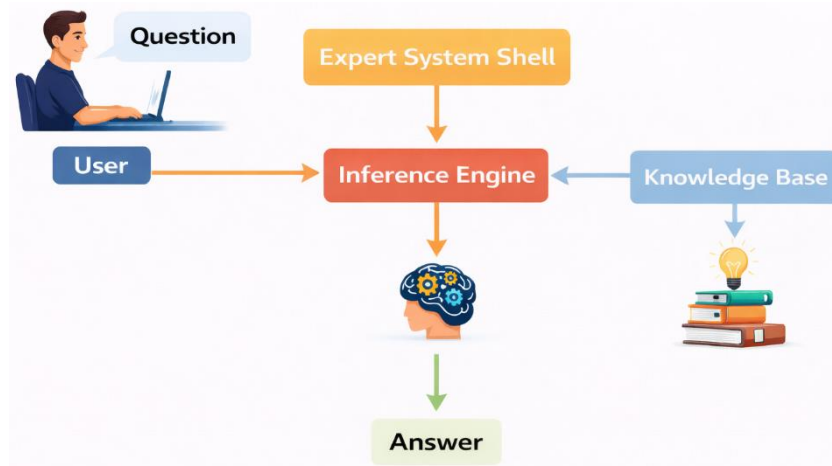 Question
Expert System Shell
User
Inference Engine
Knowledge Base
Answer